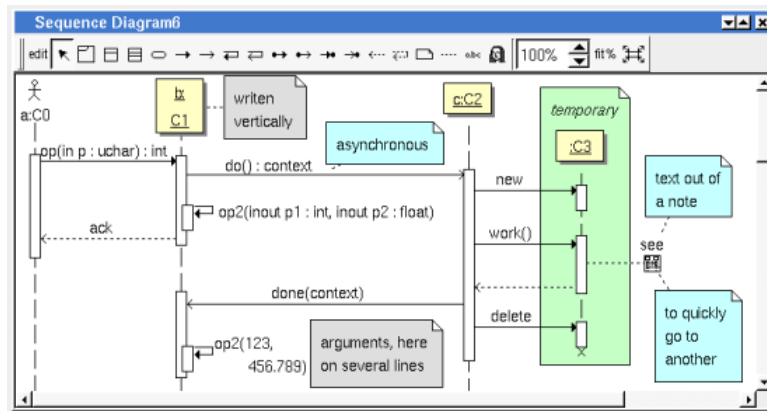 Sequence Diagram6
edit
abc
100%
fit%
a:C0
b:
C1
writen
vertically
c:C2
temporary
:C3
op(in p : uchar) : int
asynchronous
do() : context
new
text out of
a note
op2(inout p1 : int, inout p2 : float)
ack
work()
see
done(context)
delete
to quickly
go to
another
op2(123,
456.789)
arguments, here
on several lines